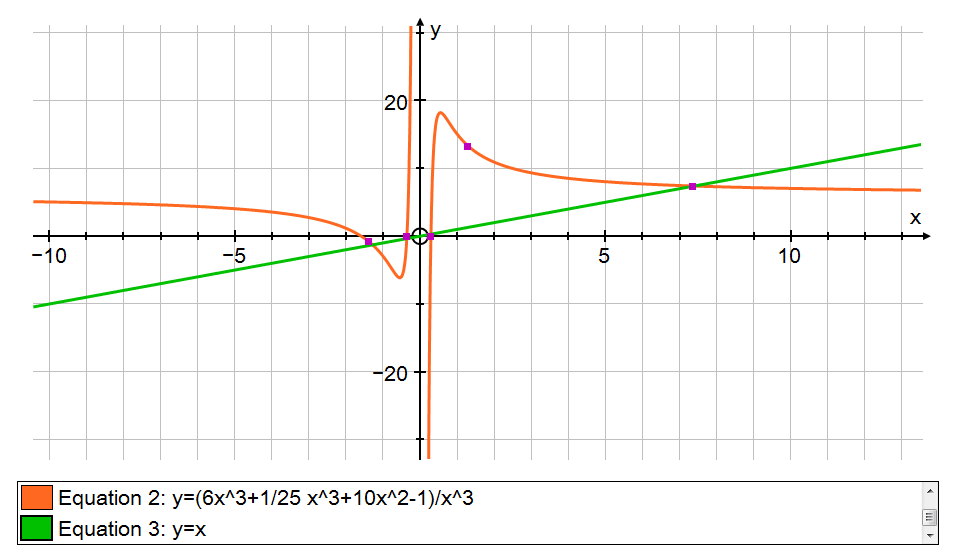 y
20
x
−10
−5
5
10
−20
Equation 2: y=(6x^3+1/25 x^3+10x^2-1)/x^3
Equation 3: y=x